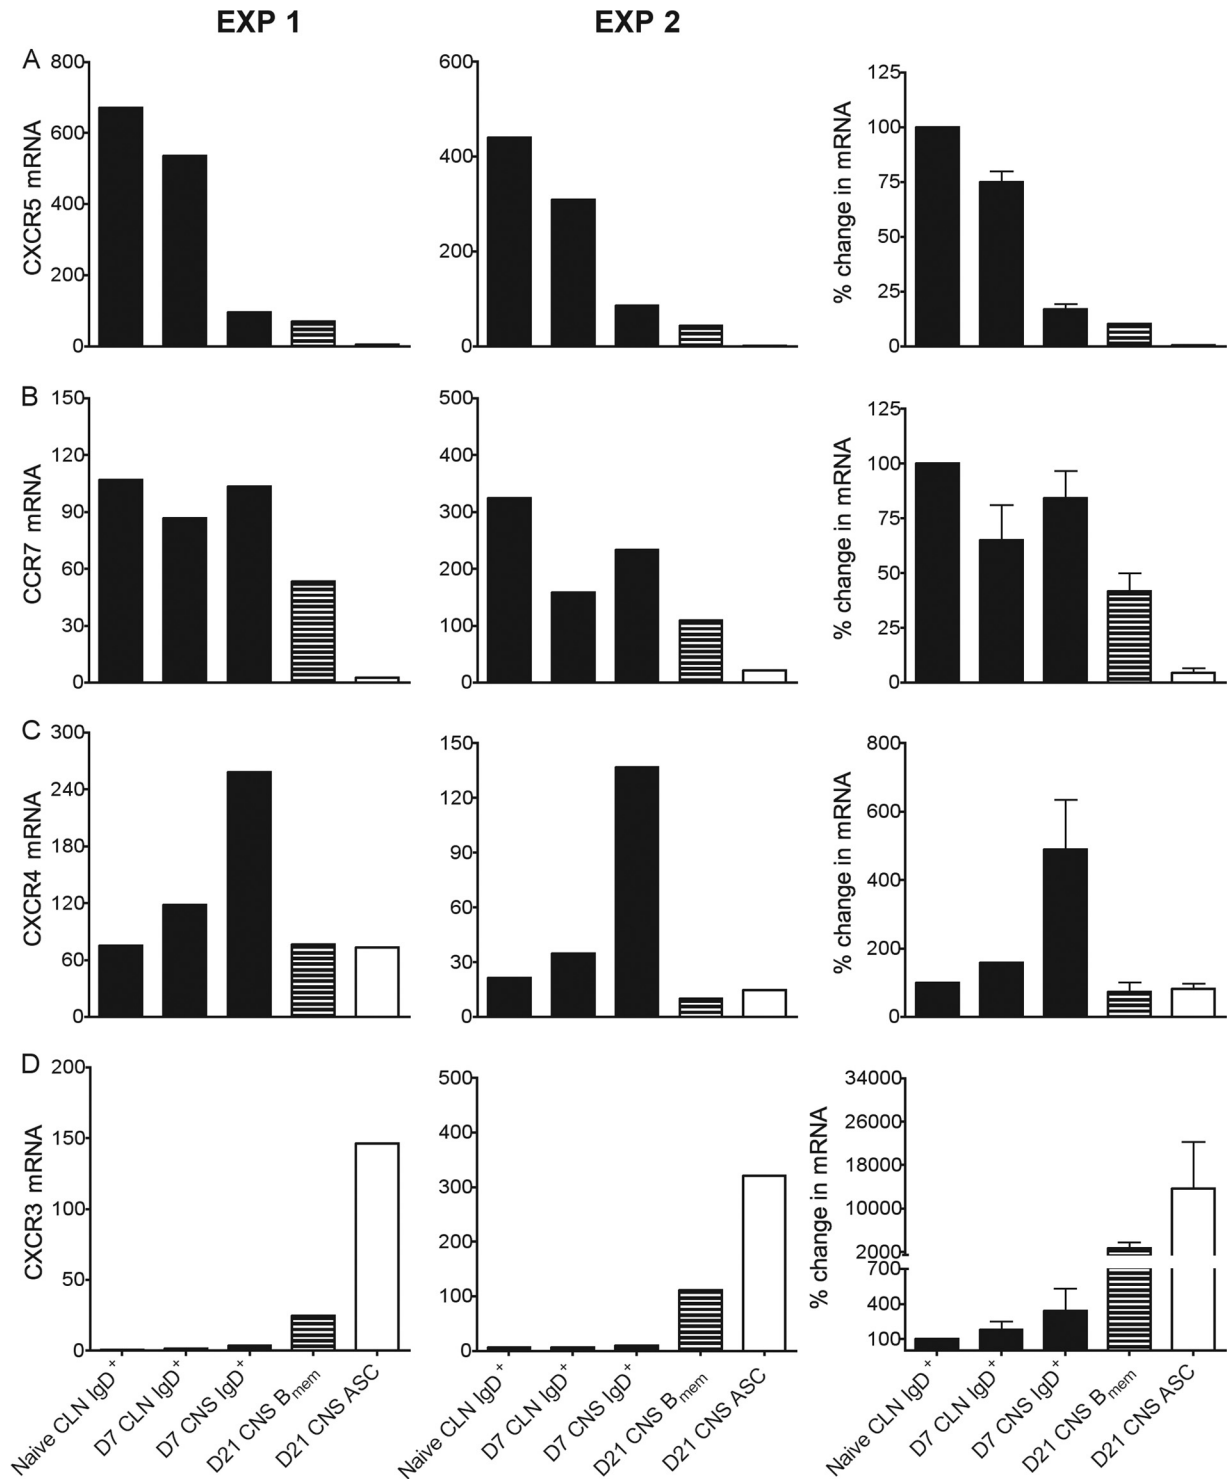 EXP 1
EXP 2
A
CXCR5 mRNA
800
600
400
200
0
600
400
200
0
% change in mRNA
125
100
75
50
25
0
B
CCR7 mRNA
150
120
90
60
30
0
500
400
300
200
100
0
% change in mRNA
125
100
75
50
25
0
C
CXCR4 mRNA
300
240
180
120
60
0
150
120
90
60
30
0
% change in mRNA
800
600
400
200
0
D
CXCR3 mRNA
200
150
100
50
0
500
400
300
200
100
0
% change in mRNA
34000
26000
18000
10000
2000
700
400
100
Naive CLN IgD+
D7 CLN IgD+
D7 CNS IgD+
D21 CNS Bmem
D21 CNS ASC
Naive CLN IgD+
D7 CLN IgD+
D7 CNS IgD+
D21 CNS Bmem
D21 CNS ASC
Naive CLN IgD+
D7 CLN IgD+
D7 CNS IgD+
D21 CNS Bmem
D21 CNS ASC